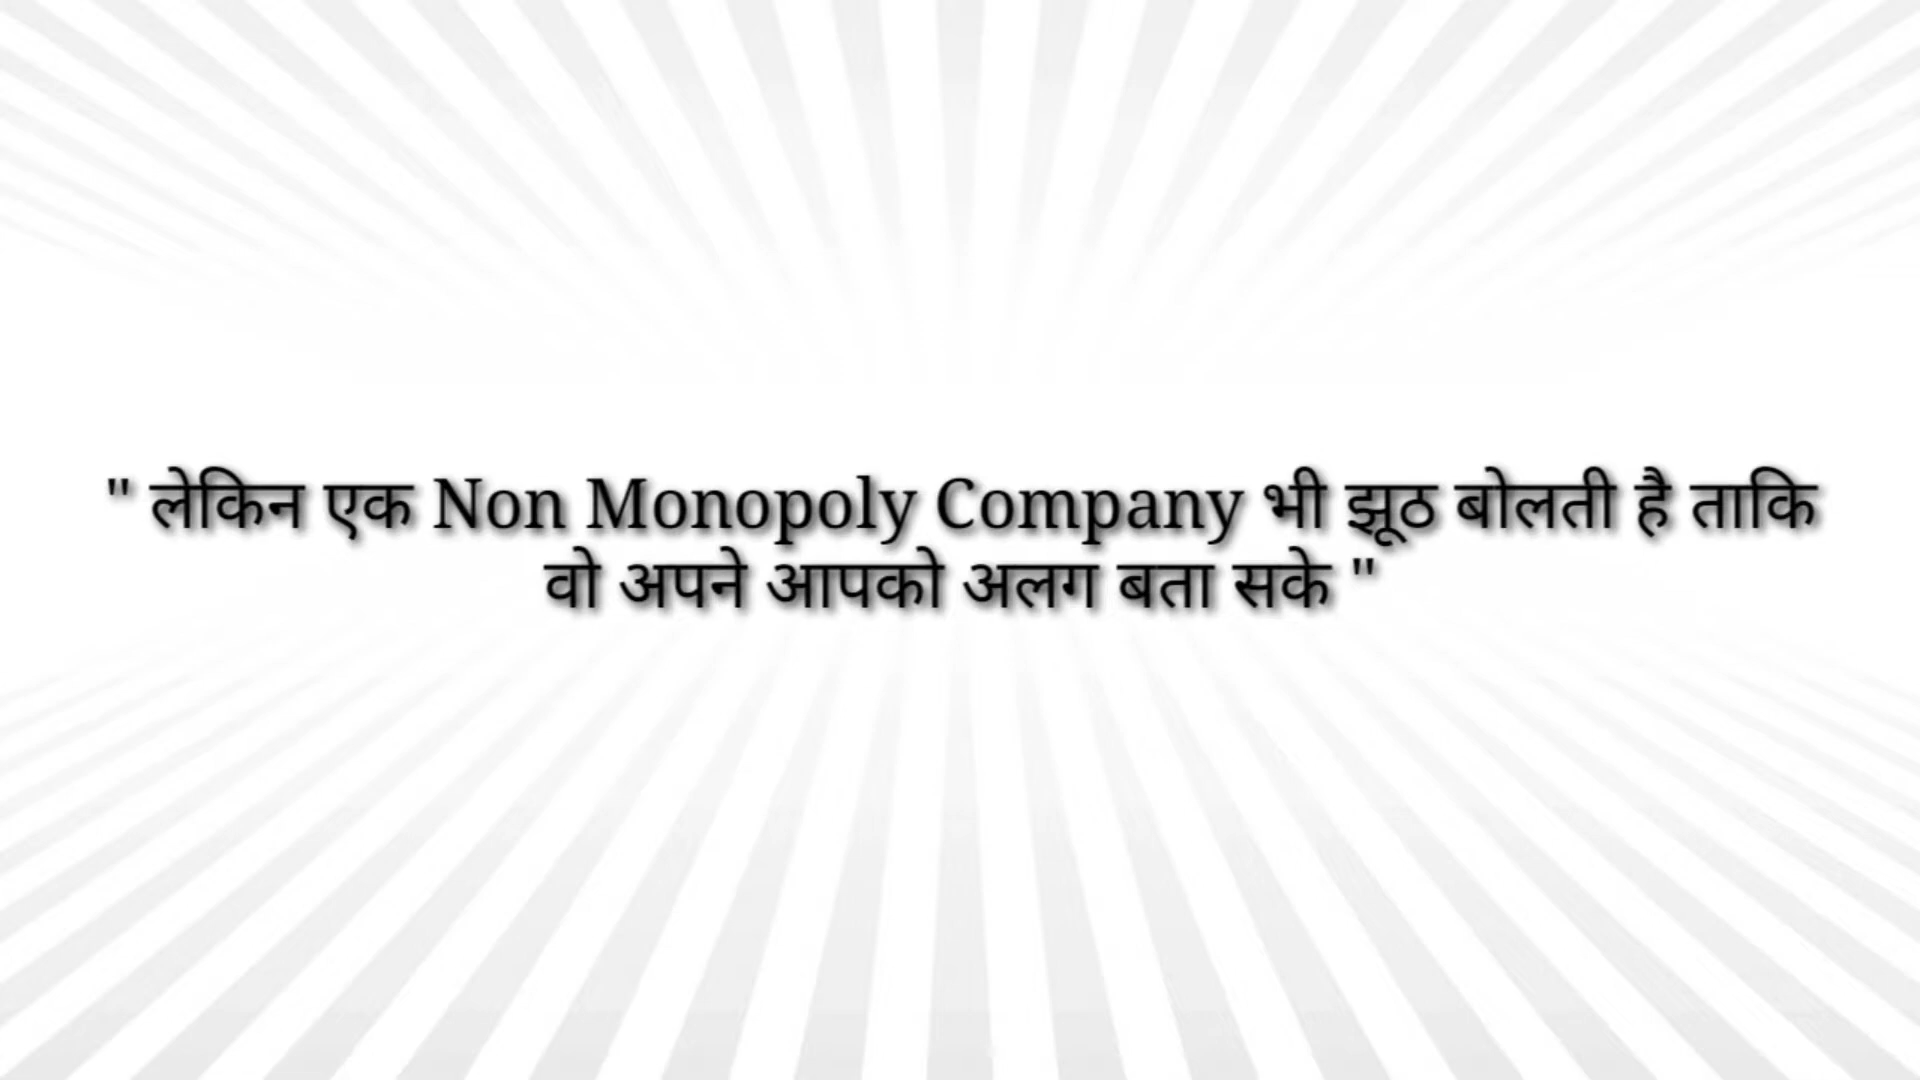 " लेकिन एक Non Monopoly Company भी झूठ बोलती है ताकि
वो अपने आपको अलग बता सके "